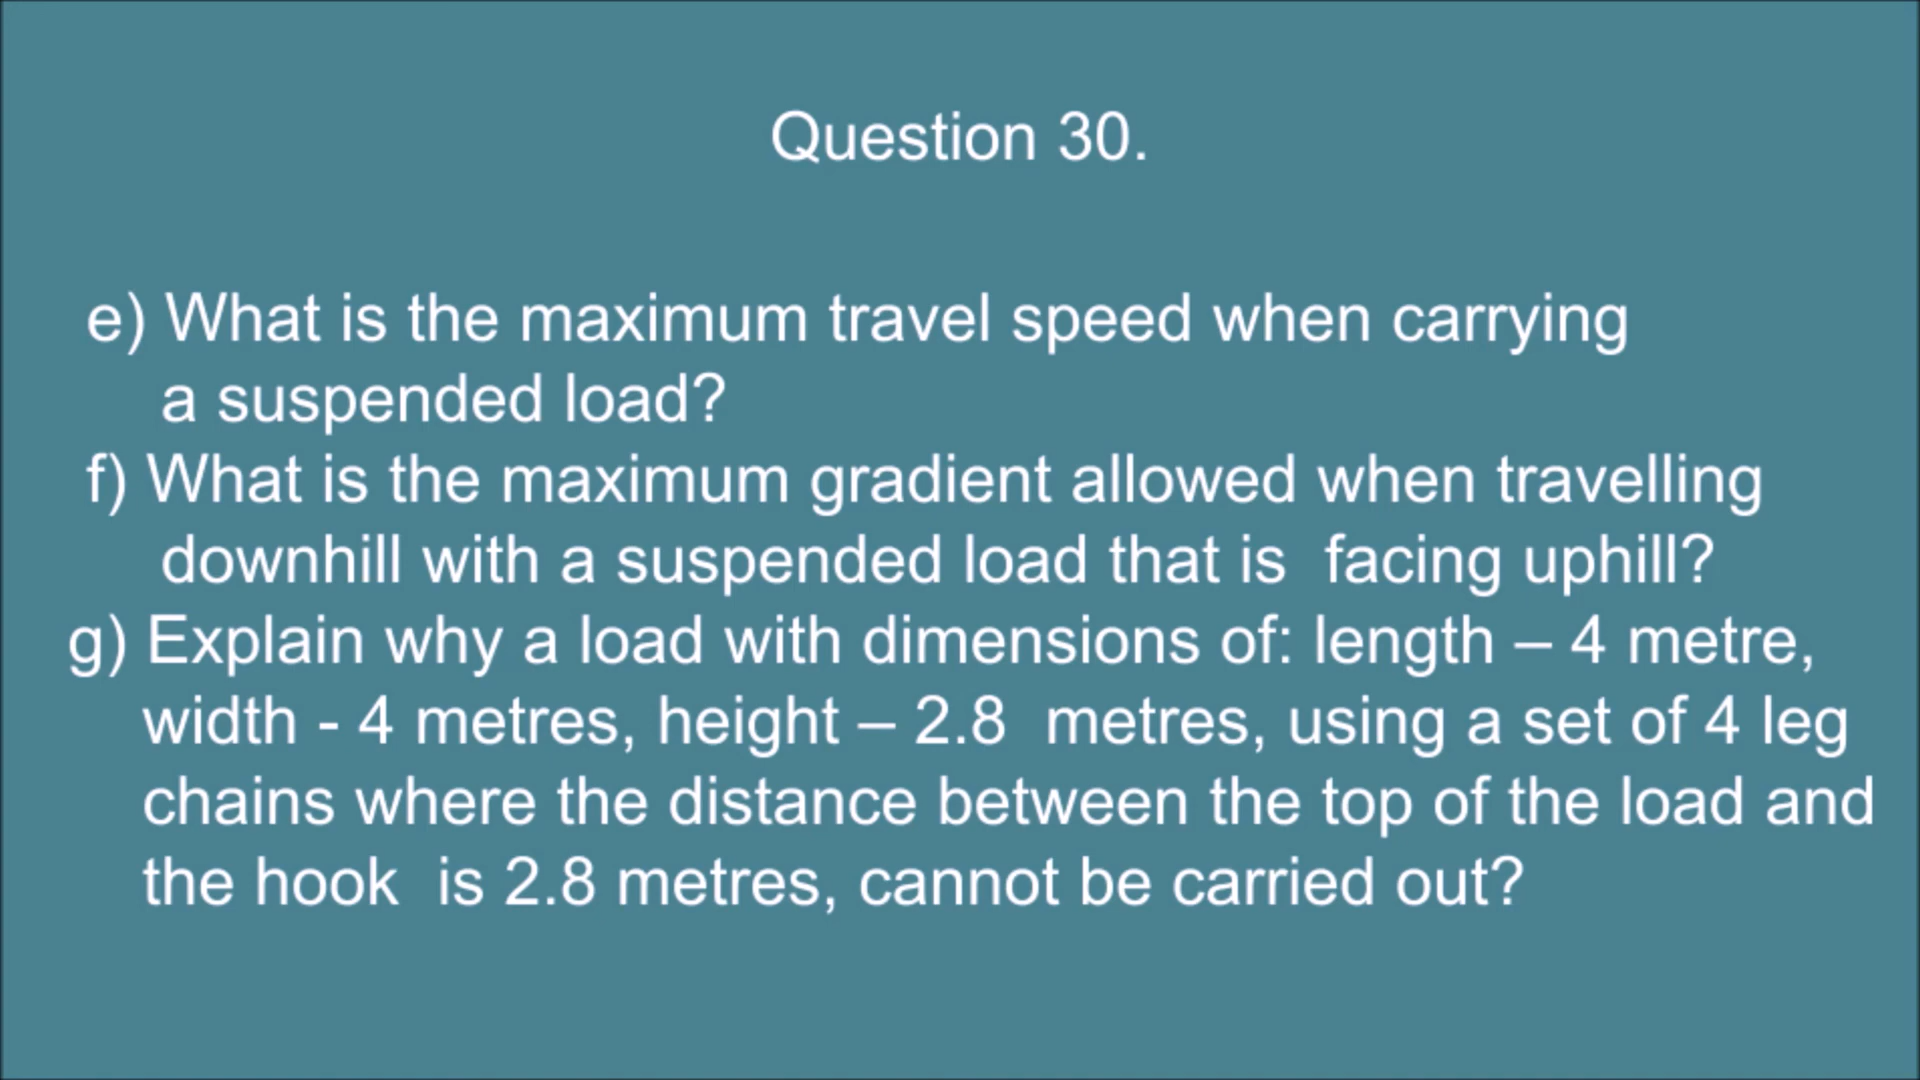 Question 30.
e) What is the maximum travel speed when carrying
a suspended load?
f) What is the maximum gradient allowed when travelling
downhill with a suspended load that is  facing uphill?
g) Explain why a load with dimensions of: length – 4 metre,
width - 4 metres, height – 2.8  metres, using a set of 4 leg
chains where the distance between the top of the load and
the hook  is 2.8 metres, cannot be carried out?